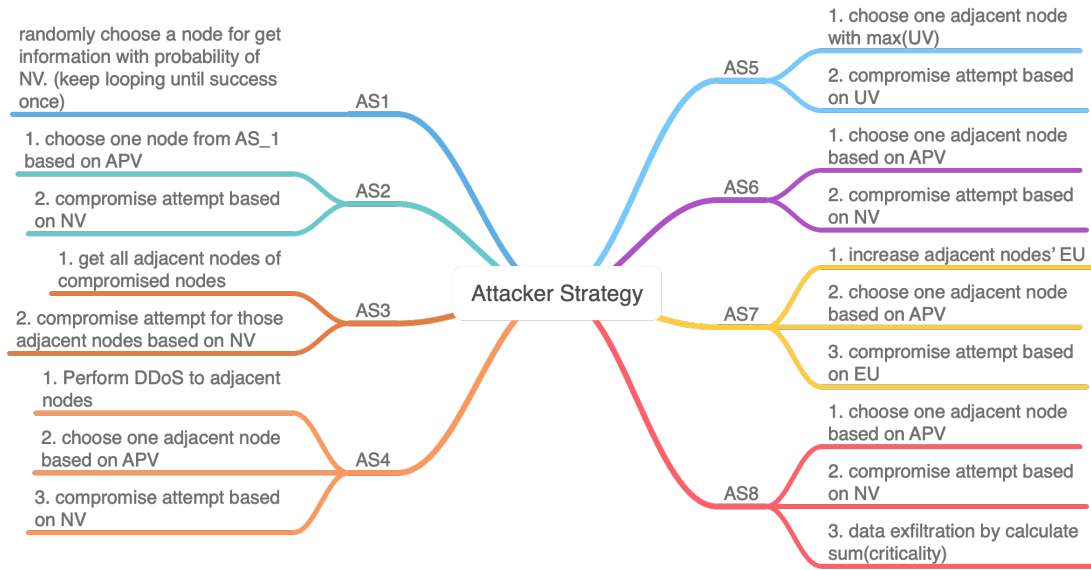 randomly choose a node for get
information with probability of
NV. (keep looping until success
once)
AS1
1. choose one node from AS_1
based on APV
2. compromise attempt based
on NV
AS2
1. get all adjacent nodes of
compromised nodes
2. compromise attempt for those
adjacent nodes based on NV
AS3
1. Perform DDoS to adjacent
nodes
2. choose one adjacent node
based on APV
3. compromise attempt based
on NV
AS4
Attacker Strategy
AS5
1. choose one adjacent node
with max(UV)
2. compromise attempt based
on UV
AS6
1. choose one adjacent node
based on APV
2. compromise attempt based
on NV
AS7
1. increase adjacent nodes’ EU
2. choose one adjacent node
based on APV
3. compromise attempt based
on EU
AS8
1. choose one adjacent node
based on APV
2. compromise attempt based
on NV
3. data exfiltration by calculate
sum(criticality)